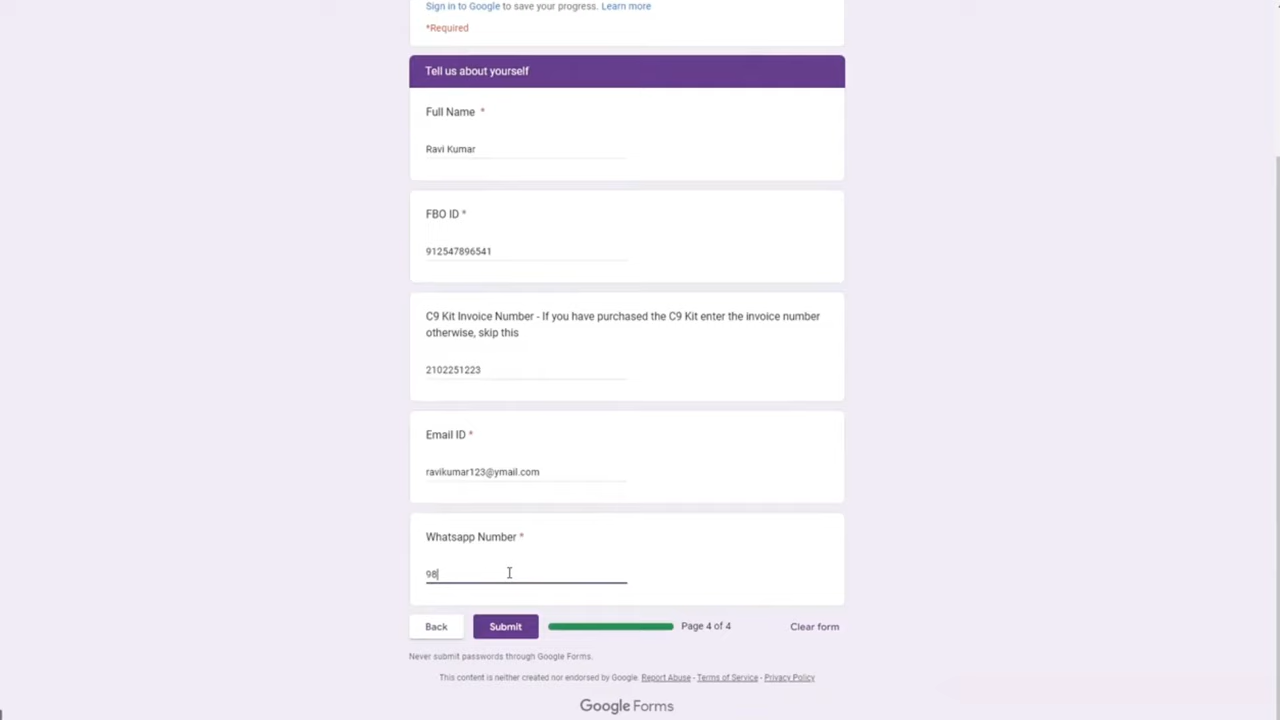 Sign in to Google to save your progress. Learn more
*Required
Tell us about yourself
Full Name *
Ravi Kumar
FBO ID *
912547896541
C9 Kit Invoice Number - If you have purchased the C9 Kit enter the invoice number
otherwise, skip this
2102251223
Email ID *
ravikumar123@ymail.com
Whatsapp Number *
98
Back Submit Page 4 of 4 Clear form
Never submit passwords through Google Forms.
This content is neither created nor endorsed by Google. Report Abuse - Terms of Service - Privacy Policy
Google Forms